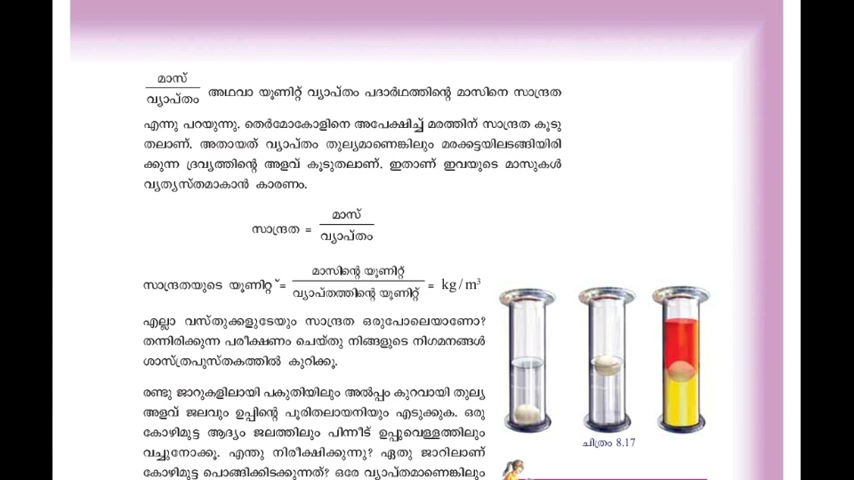 മാസ്
വ്യാപ്തം അഥവാ യൂണിറ്റ് വ്യാപ്തം പദാർഥത്തിന്റെ മാസിനെ സാന്ദ്രത
എന്നു പറയുന്നു. തെർമോകോളിനെ അപേക്ഷിച്ച് മരത്തിന് സാന്ദ്രത കൂടു
തലാണ്. അതായത് വ്യാപ്തം തുല്യമാണെങ്കിലും മരക്കട്ടയിലടങ്ങിയിരി
ക്കുന്ന ദ്രവ്യത്തിന്റെ അളവ് കൂടുതലാണ്. ഇതാണ് ഇവയുടെ മാസുകൾ
വ്യത്യസ്തമാകാൻ കാരണം.
സാന്ദ്രത = മാസ് / വ്യാപ്തം
സാന്ദ്രതയുടെ യൂണിറ്റ് = മാസിന്റെ യൂണിറ്റ് / വ്യാപ്തത്തിന്റെ യൂണിറ്റ് = kg/m³
എല്ലാ വസ്തുക്കളുടേയും സാന്ദ്രത ഒരുപോലെയാണോ?
തന്നിരിക്കുന്ന പരീക്ഷണം ചെയ്തു നിങ്ങളുടെ നിഗമനങ്ങൾ
ശാസ്ത്രപുസ്തകത്തിൽ കുറിക്കൂ.
രണ്ടു ജാറുകളിലായി പകുതിയിലും അൽപ്പം കുറവായി തുല്യ
അളവ് ജലവും ഉപ്പിന്റെ പൂരിതലായനിയും എടുക്കുക. ഒരു
കോഴിമുട്ട ആദ്യം ജലത്തിലും പിന്നീട് ഉപ്പുവെള്ളത്തിലും
വച്ചുനോക്കൂ. എന്തു നിരീക്ഷിക്കുന്നു? ഏതു ജാറിലാണ്
കോഴിമുട്ട പൊങ്ങിക്കിടക്കുന്നത്? ഒരേ വ്യാപ്തമാണെങ്കിലും
ചിത്രം 8.17